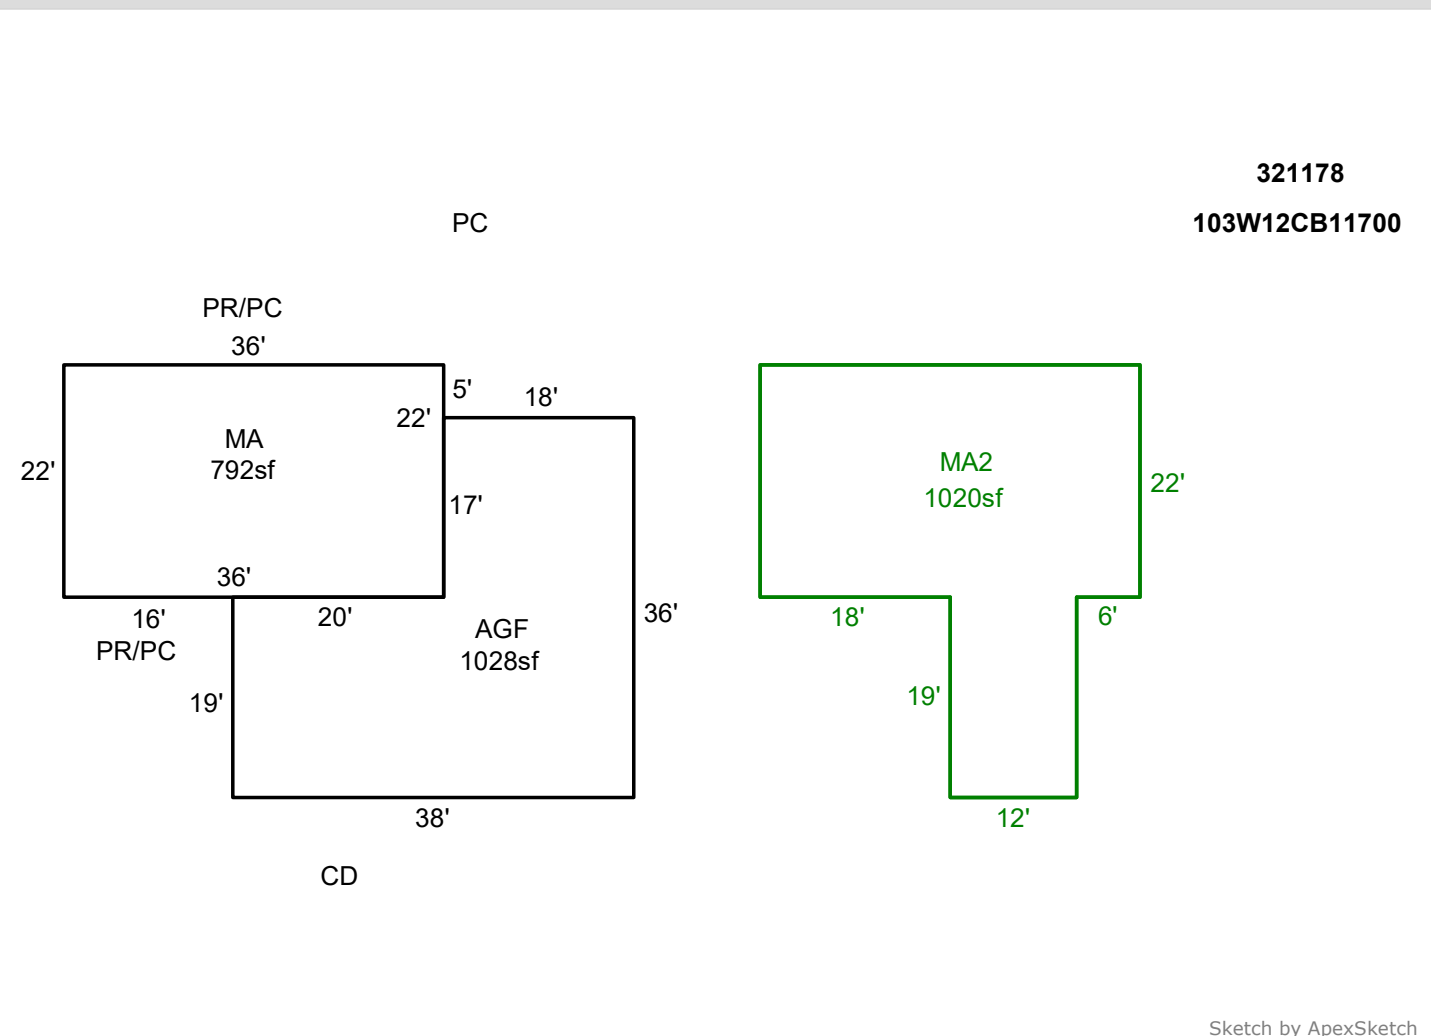 321178
103W12CB11700
PC
PR/PC
36'
5'
18'
22'
MA
792sf
22'
17'
36'
16'
20'
PR/PC
AGF
1028sf
36'
19'
38'
CD
MA2
1020sf
22'
18'
6'
19'
12'
Sketch by ApexSketch